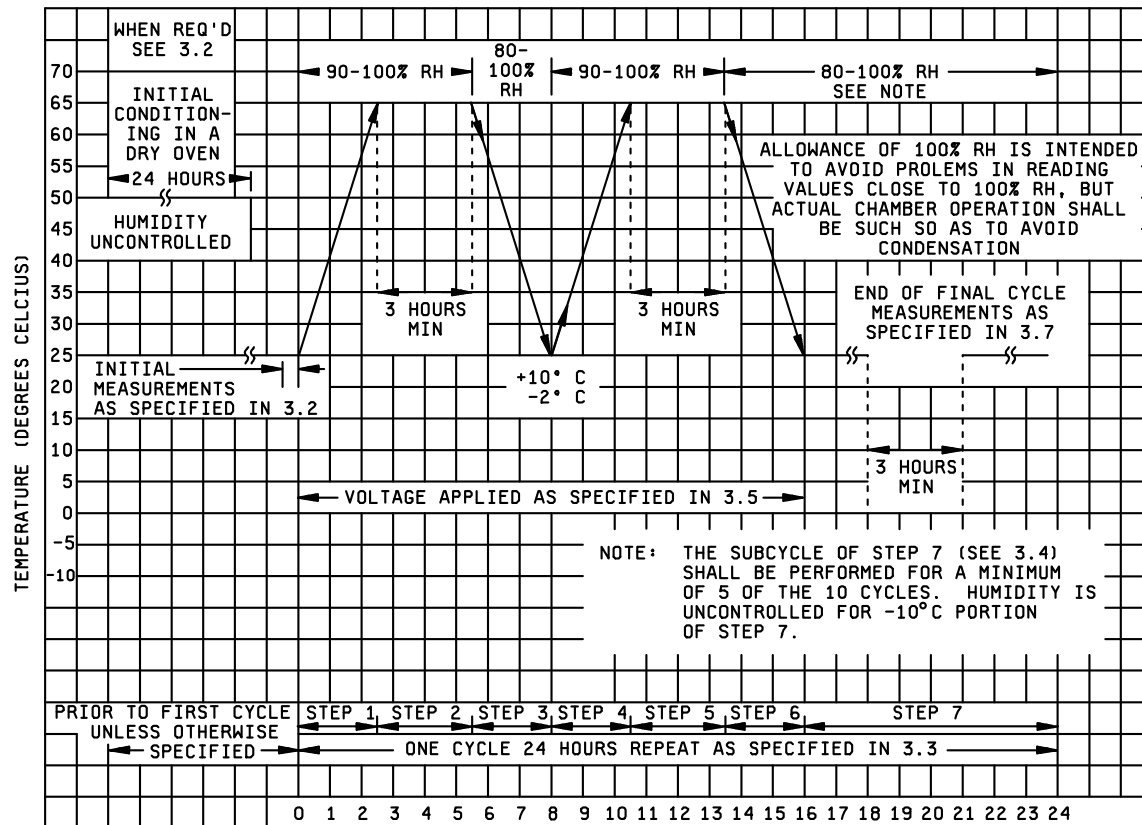 WHEN REQ'D
SEE 3.2
INITIAL
CONDITION-
ING IN A
DRY OVEN
24 HOURS
HUMIDITY
UNCONTROLLED
90-100% RH
80-
100%
RH
90-100% RH
80-100% RH
SEE NOTE
ALLOWANCE OF 100% RH IS INTENDED
TO AVOID PROLEMS IN READING
VALUES CLOSE TO 100% RH, BUT
ACTUAL CHAMBER OPERATION SHALL
BE SUCH SO AS TO AVOID
CONDENSATION
TEMPERATURE (DEGREES CELCIUS)
70
65
60
55
50
45
40
35
30
25
20
15
10
5
0
-5
-10
3 HOURS
MIN
3 HOURS
MIN
END OF FINAL CYCLE
MEASUREMENTS AS
SPECIFIED IN 3.7
INITIAL
MEASUREMENTS
AS SPECIFIED IN 3.2
+10° C
-2° C
3 HOURS
MIN
VOLTAGE APPLIED AS SPECIFIED IN 3.5
NOTE: THE SUBCYCLE OF STEP 7 (SEE 3.4)
SHALL BE PERFORMED FOR A MINIMUM
OF 5 OF THE 10 CYCLES. HUMIDITY IS
UNCONTROLLED FOR -10°C PORTION
OF STEP 7.
PRIOR TO FIRST CYCLE
UNLESS OTHERWISE
SPECIFIED
STEP 1 STEP 2 STEP 3 STEP 4 STEP 5 STEP 6 STEP 7
ONE CYCLE 24 HOURS REPEAT AS SPECIFIED IN 3.3
0 1 2 3 4 5 6 7 8 9 10 11 12 13 14 15 16 17 18 19 20 21 22 23 24